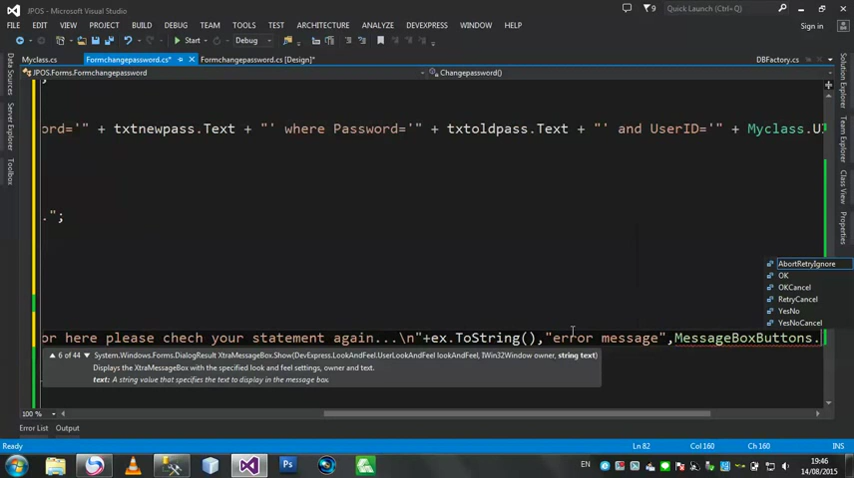 JPOS - Microsoft Visual Studio
9
Quick Launch (Ctrl+Q)
FILE EDIT VIEW PROJECT BUILD DEBUG TEAM TOOLS TEST ARCHITECTURE ANALYZE DEVEXPRESS WINDOW HELP
Sign in
Start Debug
Myclass.cs Formchangepassword.cs* Formchangepassword.cs [Design]* DBFactory.cs
JPOS.Forms.Formchangepassword Changepassword()
Data Sources
Server Explorer
Toolbox
ord='" + txtnewpass.Text + "' where Password='" + txtoldpass.Text + "' and UserID='" + Myclass.UI
.";
AbortRetryIgnore
OK
OKCancel
RetryCancel
YesNo
YesNoCancel
or here please chech your statement again...\n"+ex.ToString(),"error message",MessageBoxButtons.
6 of 44 System.Windows.Forms.DialogResult XtraMessageBox.Show(DevExpress.LookAndFeel.UserLookAndFeel lookAndFeel, IWin32Window owner, string text)
Displays the XtraMessageBox with the specified look and feel settings, owner and text.
text: A string value that specifies the text to display in the message box.
Solution Explorer
Team Explorer
Class View
Properties
100 %
Error List Output
Ready Ln 82 Col 160 Ch 160 INS
EN
19:46
14/08/2015